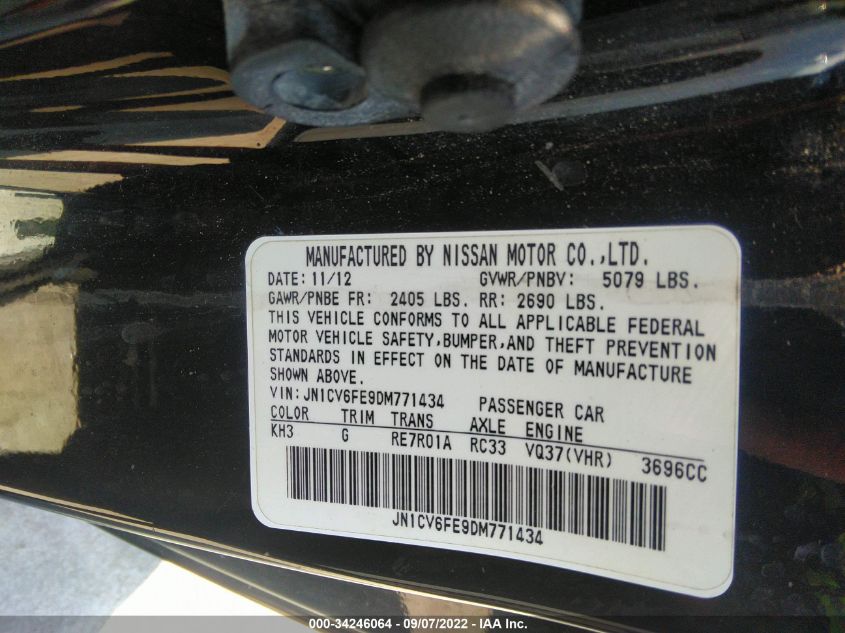 MANUFACTURED BY NISSAN MOTOR CO.,LTD.
DATE: 11/12 GVWR/PNBV: 5079 LBS.
GAWR/PNBE FR: 2405 LBS. RR: 2690 LBS.
THIS VEHICLE CONFORMS TO ALL APPLICABLE FEDERAL
MOTOR VEHICLE SAFETY,BUMPER,AND THEFT PREVENTION
STANDARDS IN EFFECT ON THE DATE OF MANUFACTURE
SHOWN ABOVE.
VIN:JN1CV6FE9DM771434 PASSENGER CAR
COLOR TRIM TRANS AXLE ENGINE
KH3 G RE7R01A RC33 VQ37(VHR) 3696CC
JN1CV6FE9DM771434
000-34246064 - 09/07/2022 - IAA Inc.